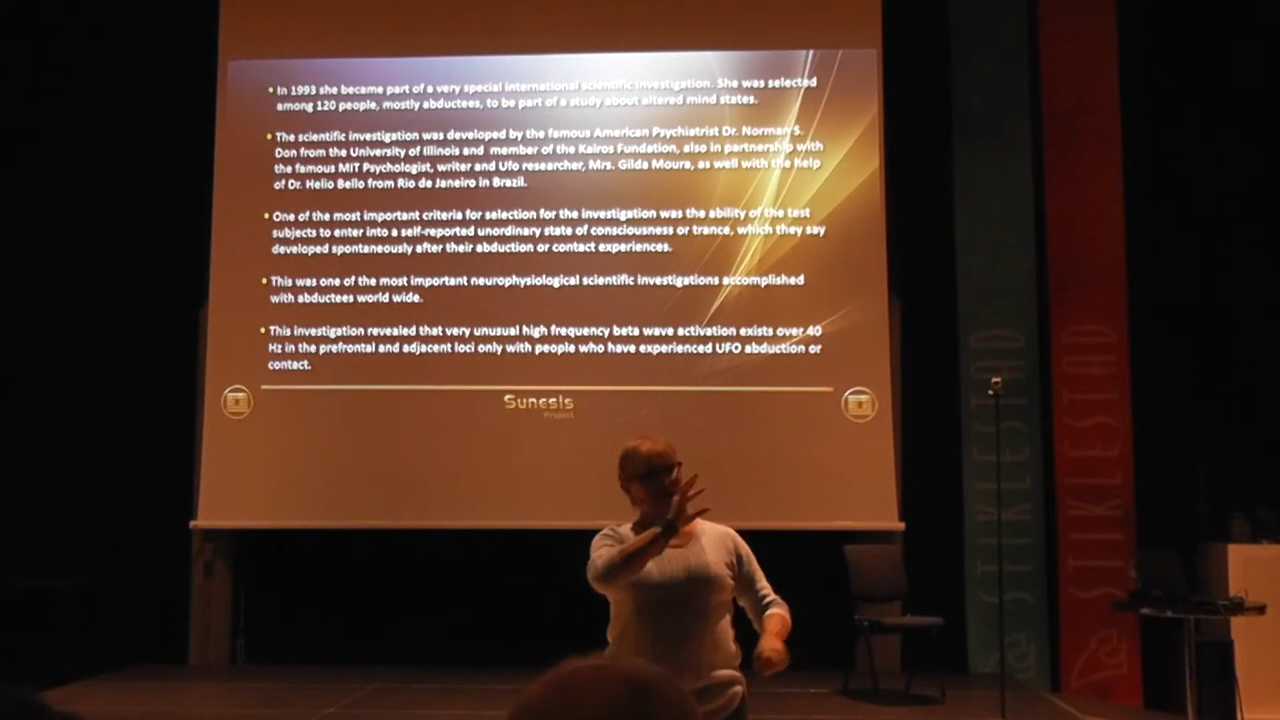 • In 1993 she became part of a very special international scientific investigation. She was selected
among 120 people, mostly abductees, to be part of a study about altered mind states.
• The scientific investigation was developed by the famous American Psychiatrist Dr. Norman S.
Don from the University of Illinois and member of the Kairos Foundation, also in partnership with
the famous MIT Psychologist, writer and Ufo researcher, Mrs. Gilda Moura, as well with the help
of Dr. Helio Bello from Rio de Janeiro in Brazil.
• One of the most important criteria for selection for the investigation was the ability of the test
subjects to enter into a self-reported unordinary state of consciousness or trance, which they say
developed spontaneously after their abduction or contact experiences.
• This was one of the most important neurophysiological scientific investigations accomplished
with abductees world wide.
• This investigation revealed that very unusual high frequency beta wave activation exists over 40
Hz in the prefrontal and adjacent loci only with people who have experienced UFO abduction or
contact.
Sunesis
Project
STIKLESTAD
STIKLESTAD